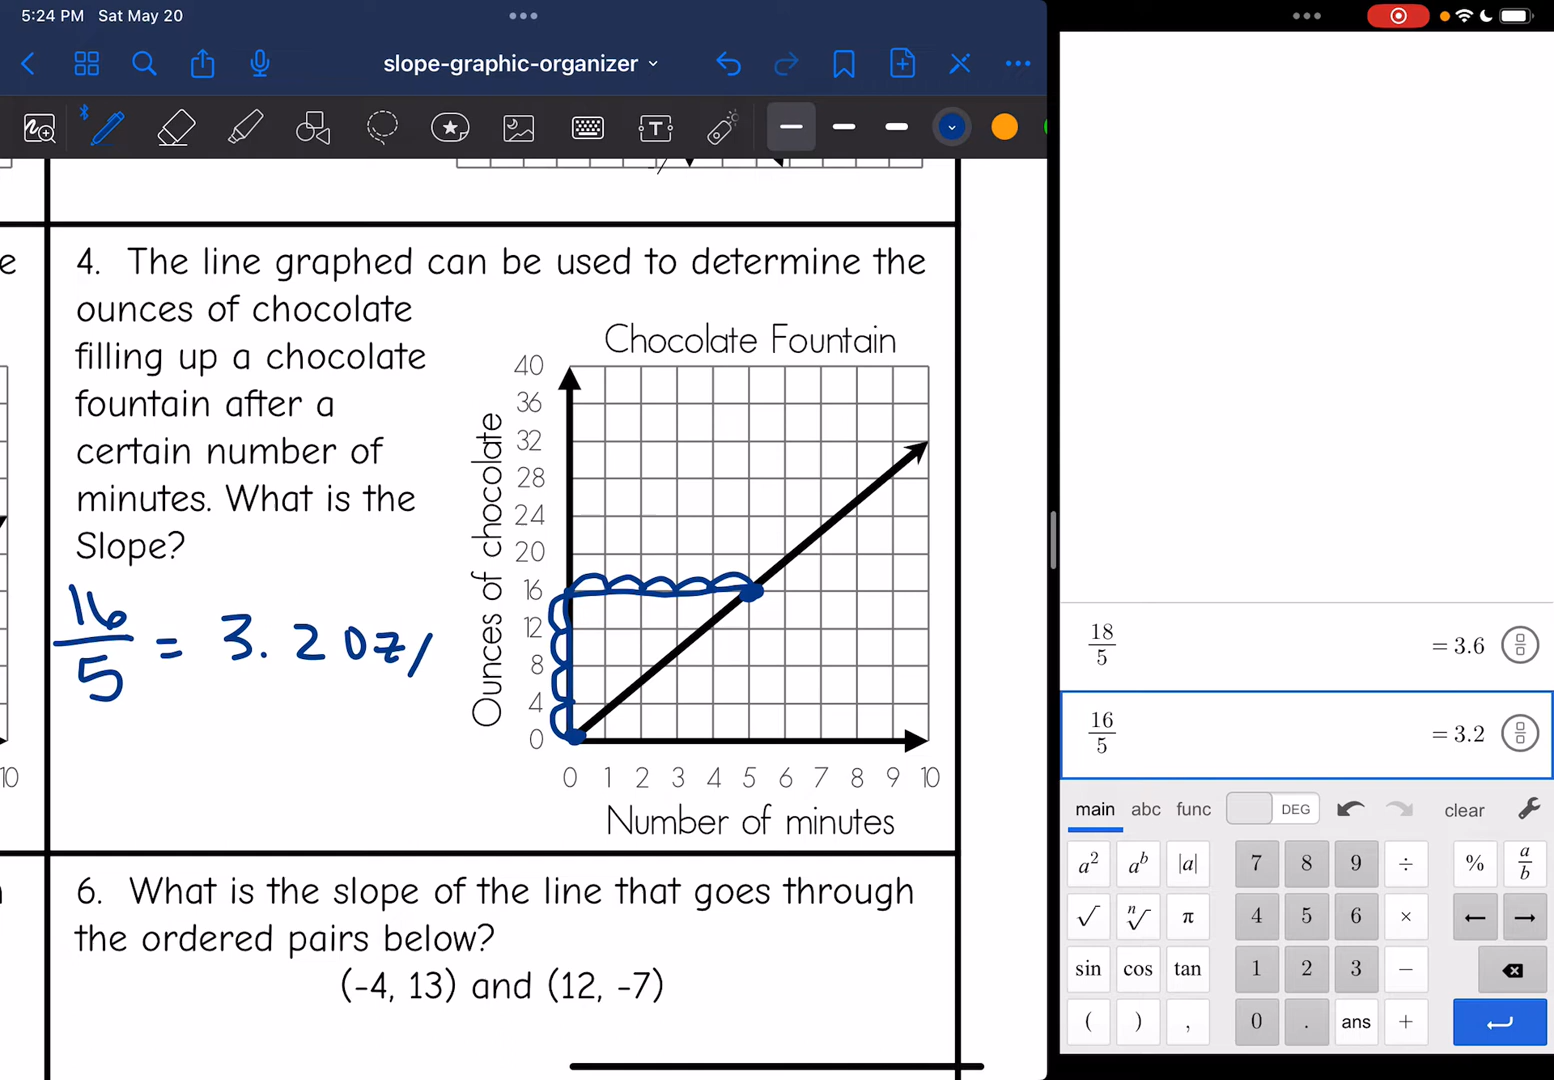 5:24 PM Sat May 20
slope-graphic-organizer
T
-7
e
4. The line graphed can be used to determine the
ounces of chocolate
filling up a chocolate
fountain after a
certain number of
minutes. What is the
Slope?
16
5
= 3.2 oz/
Chocolate Fountain
Ounces of chocolate
40
36
32
28
24
20
16
12
8
4
0
0 1 2 3 4 5 6 7 8 9 10
Number of minutes
10
6. What is the slope of the line that goes through
the ordered pairs below?
(-4, 13) and (12, -7)
18
5
= 3.6
16
5
= 3.2
main abc func DEG clear
a² aᵇ |a| 7 8 9 ÷ % a/b
√ ⁿ√ π 4 5 6 × ← →
sin cos tan 1 2 3 −
( ) , 0 . ans +